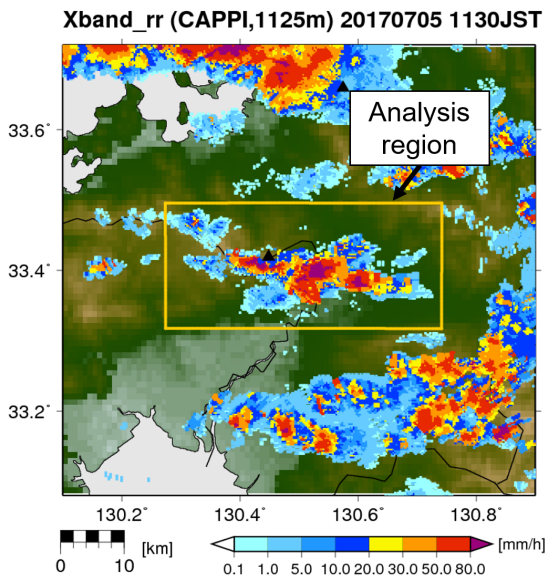 Xband_rr (CAPPI,1125m) 20170705 1130JST
Analysis
region
33.6°
33.4°
33.2°
130.2° 130.4° 130.6° 130.8°
[km]
0 10
[mm/h]
0.1 1.0 5.0 10.0 20.0 30.0 50.0 80.0